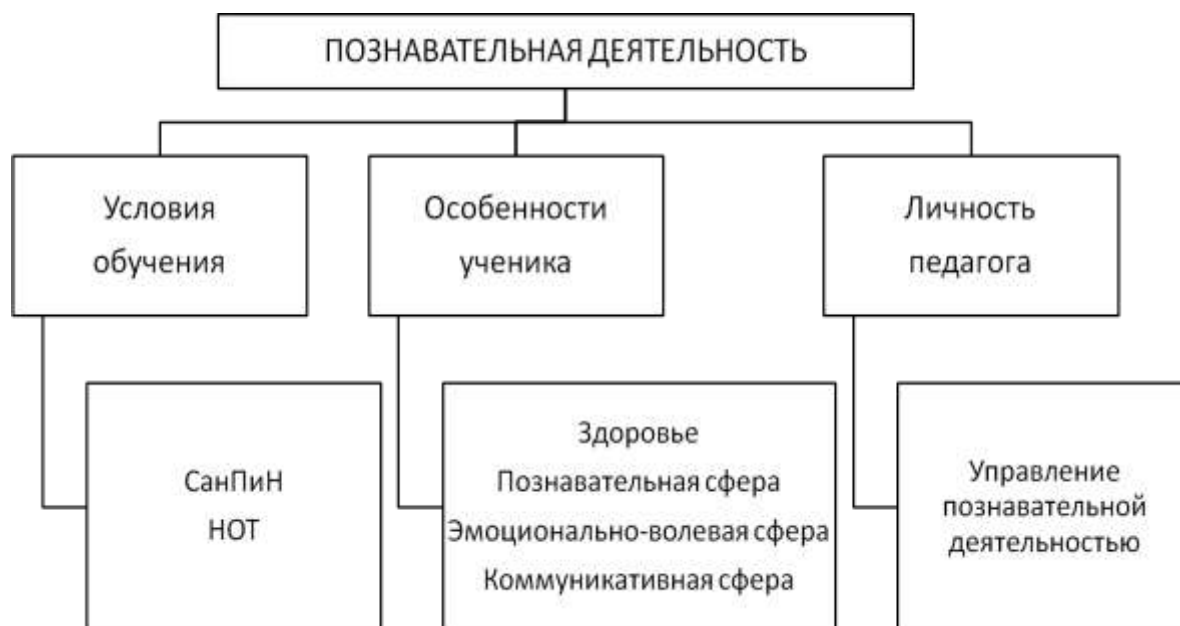 ПОЗНАВАТЕЛЬНАЯ ДЕЯТЕЛЬНОСТЬ
Условия
обучения
Особенности
ученика
Личность
педагога
СанПиН
НОТ
Здоровье
Познавательная сфера
Эмоционально-волевая сфера
Коммуникативная сфера
Управление
познавательной
деятельностью